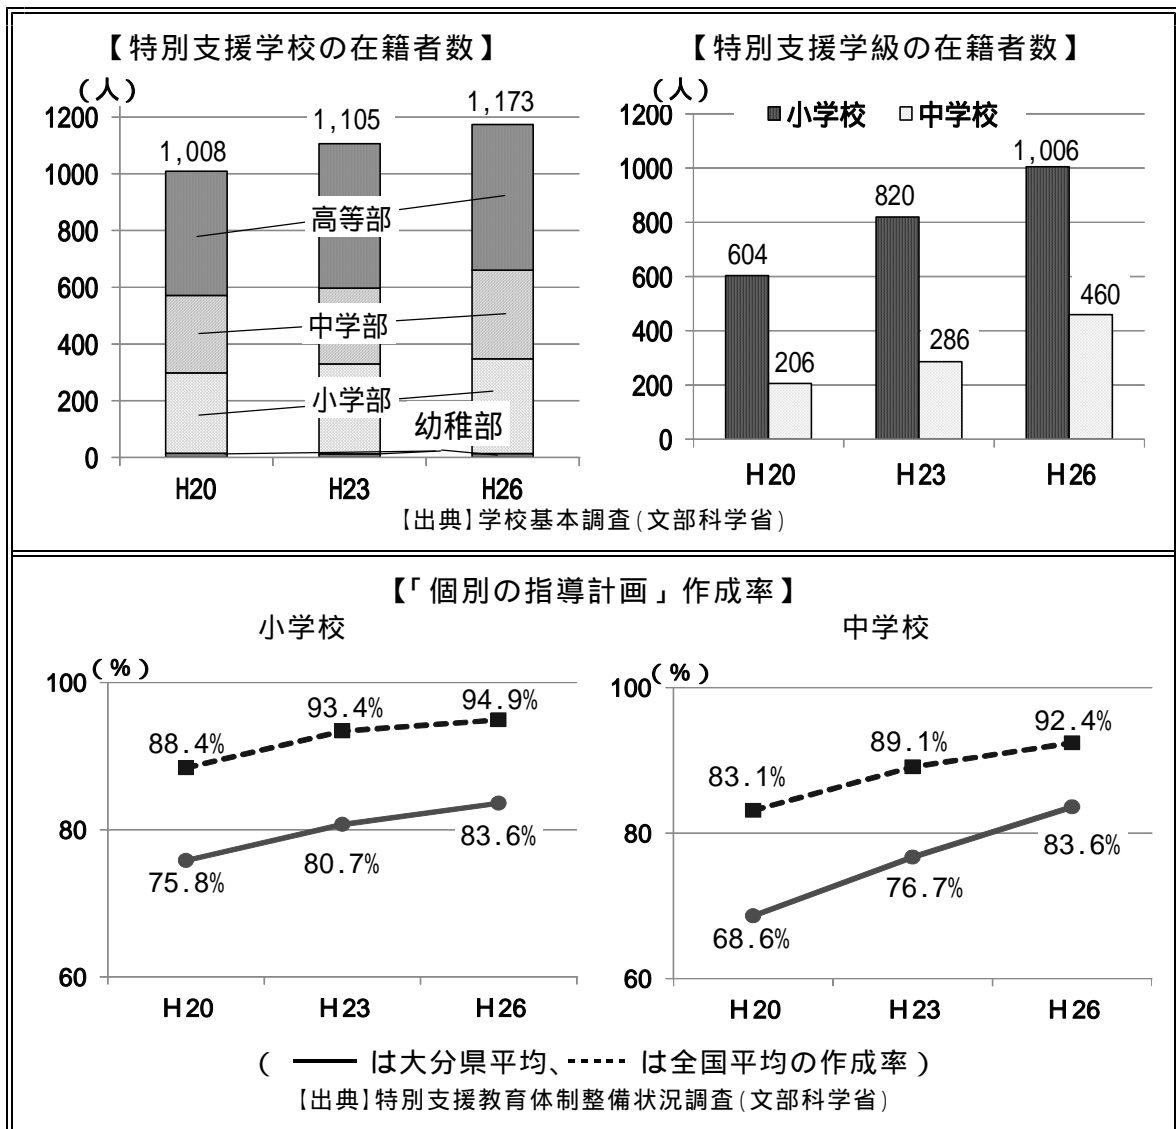 【特別支援学校の在籍者数】
(人)
1200
1000
800
600
400
200
0
1,008
1,105
1,173
高等部
中学部
小学部
幼稚部
H20
H23
H26
【特別支援学級の在籍者数】
(人)
■小学校 □中学校
1200
1000
800
600
400
200
0
604
206
820
286
1,006
460
H20
H23
H26
【出典】学校基本調査(文部科学省)
【「個別の指導計画」作成率】
小学校
(%)
100
80
60
88.4%
93.4%
94.9%
75.8%
80.7%
83.6%
H20
H23
H26
中学校
(%)
100
80
60
83.1%
89.1%
92.4%
68.6%
76.7%
83.6%
H20
H23
H26
( は大分県平均、 は全国平均の作成率)
【出典】特別支援教育体制整備状況調査(文部科学省)